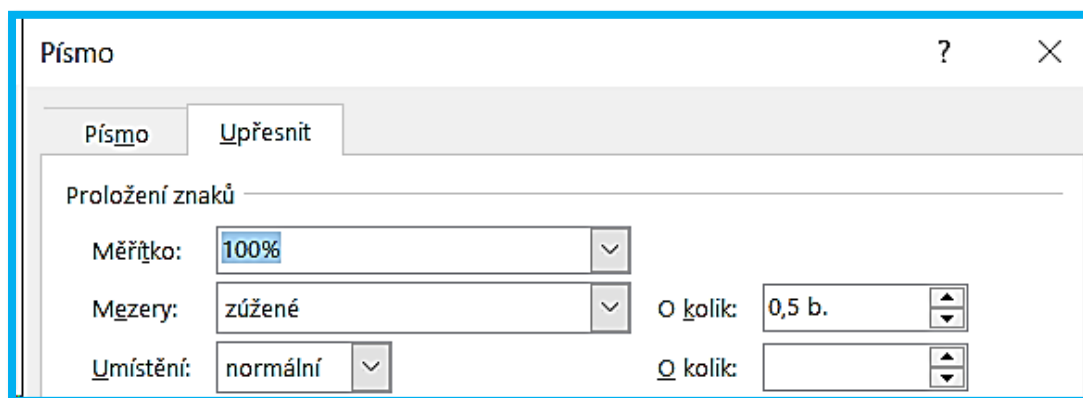 Písmo ?
Písmo Upřesnit
Proložení znaků
Měřítko: 100%
Mezery: zúžené O kolik: 0,5 b.
Umístění: normální O kolik: